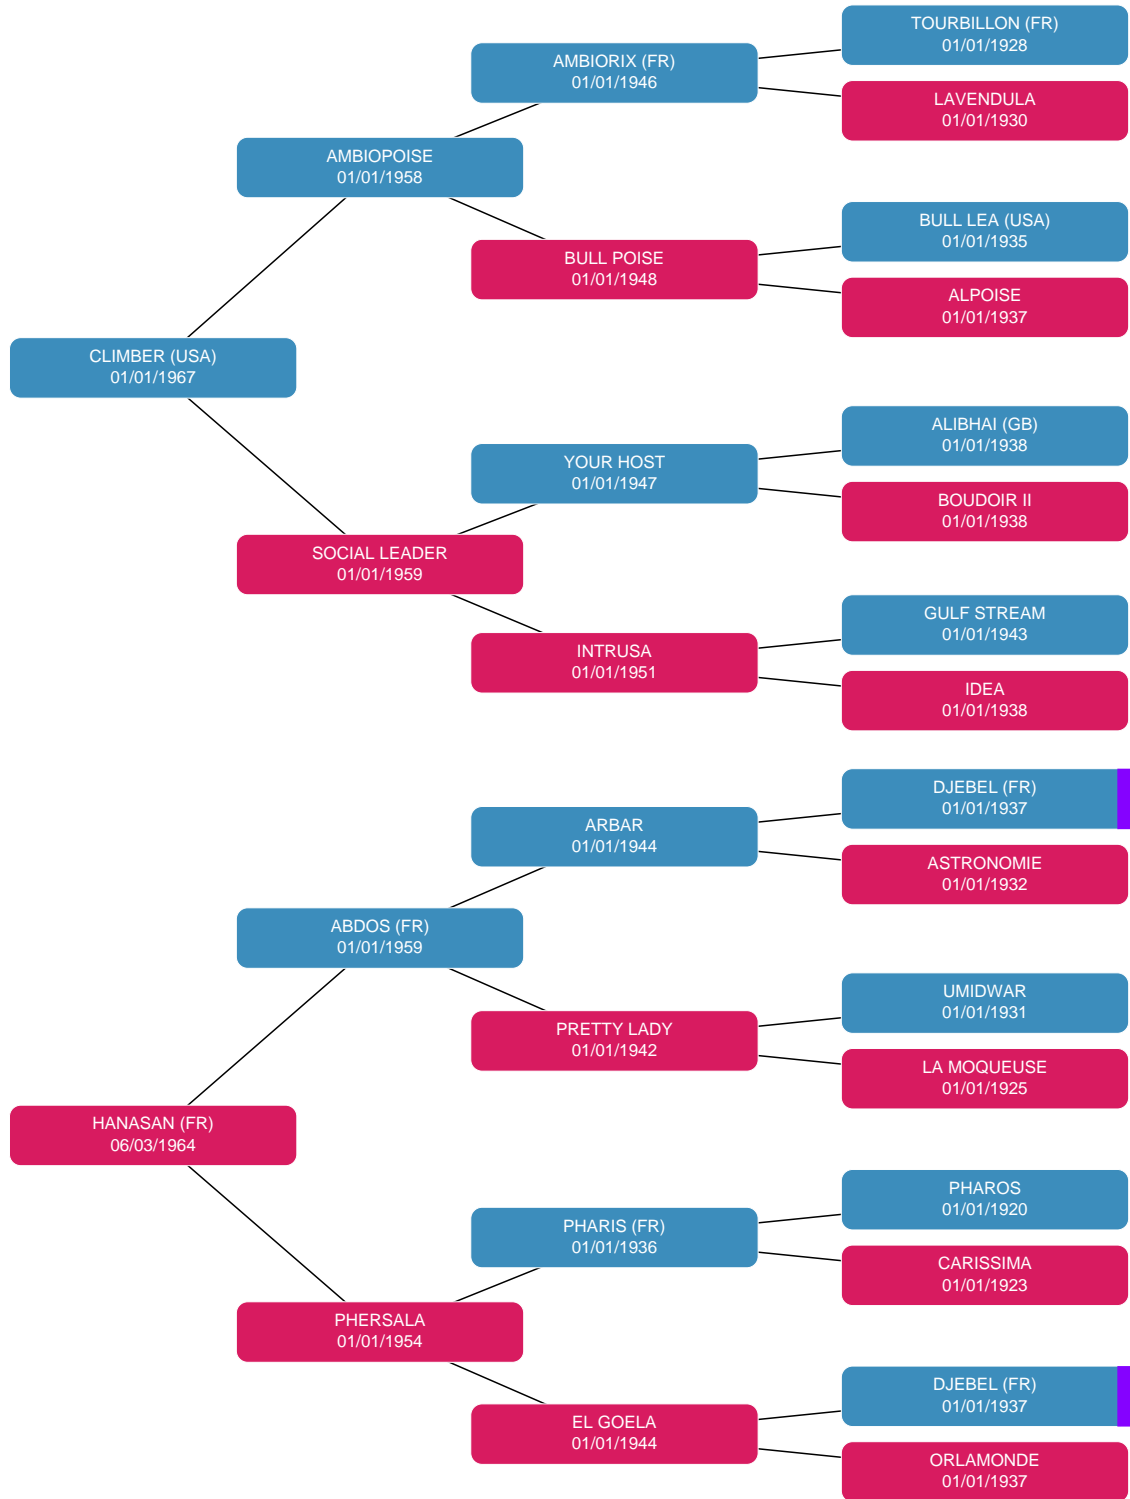 TOURBILLON (FR)
01/01/1928
AMBIORIX (FR)
01/01/1946
LAVENDULA
01/01/1930
AMBIOPOISE
01/01/1958
BULL LEA (USA)
01/01/1935
BULL POISE
01/01/1948
ALPOISE
01/01/1937
CLIMBER (USA)
01/01/1967
ALIBHAI (GB)
01/01/1938
YOUR HOST
01/01/1947
BOUDOIR II
01/01/1938
SOCIAL LEADER
01/01/1959
GULF STREAM
01/01/1943
INTRUSA
01/01/1951
IDEA
01/01/1938
DJEBEL (FR)
01/01/1937
ARBAR
01/01/1944
ASTRONOMIE
01/01/1932
ABDOS (FR)
01/01/1959
UMIDWAR
01/01/1931
PRETTY LADY
01/01/1942
LA MOQUEUSE
01/01/1925
HANASAN (FR)
06/03/1964
PHAROS
01/01/1920
PHARIS (FR)
01/01/1936
CARISSIMA
01/01/1923
PHERSALA
01/01/1954
DJEBEL (FR)
01/01/1937
EL GOELA
01/01/1944
ORLAMONDE
01/01/1937